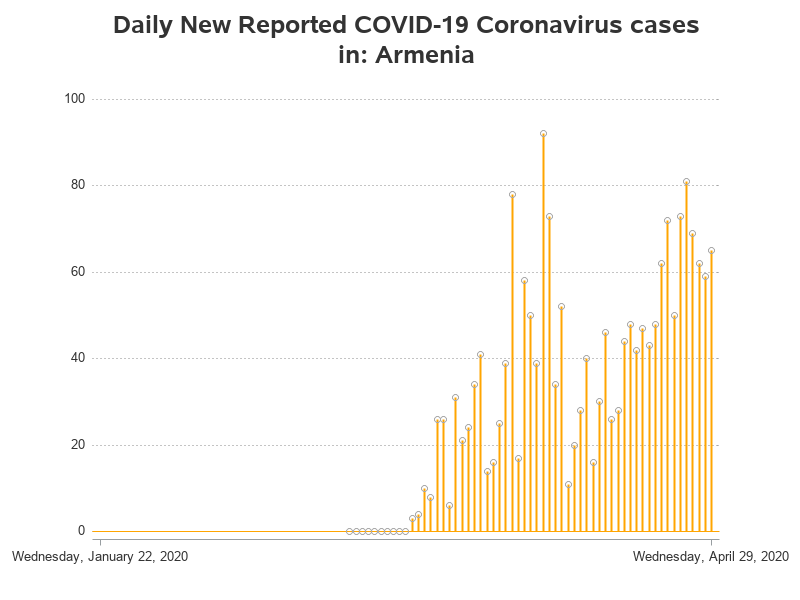 Daily New Reported COVID-19 Coronavirus cases
in: Armenia
100
80
60
40
20
0
Wednesday, January 22, 2020
Wednesday, April 29, 2020